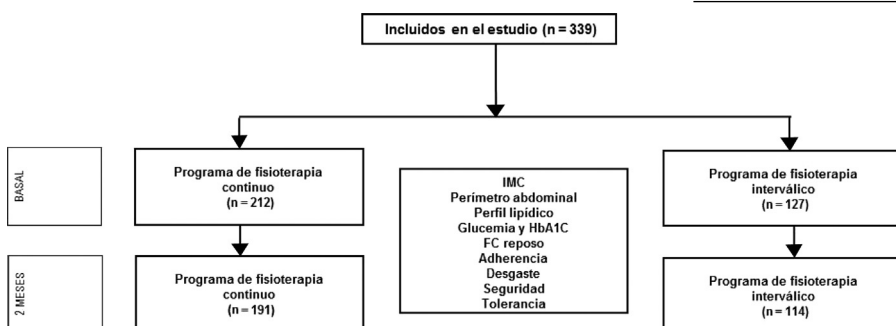 Incluidos en el estudio (n = 339)
BASAL
Programa de fisioterapia
continuo
(n = 212)
IMC
Perímetro abdominal
Perfil lipídico
Glucemia y HbA1C
FC reposo
Adherencia
Desgaste
Seguridad
Tolerancia
Programa de fisioterapia
interválico
(n = 127)
2 MESES
Programa de fisioterapia
continuo
(n = 191)
Programa de fisioterapia
interválico
(n = 114)